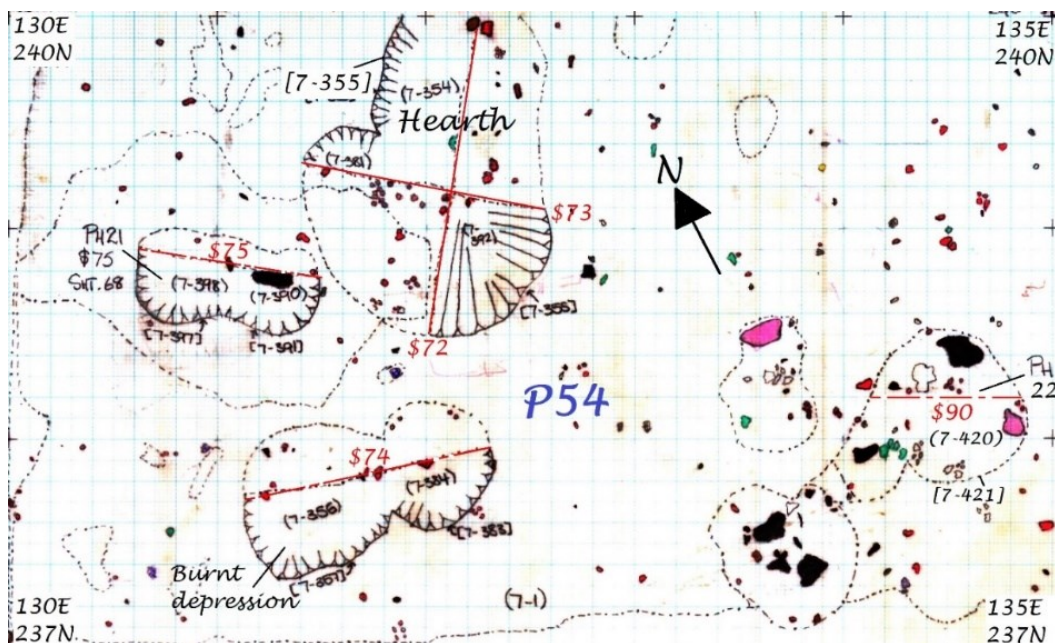 130E
240N
135E
240N
[7-355]
(7-354)
Hearth
(7-381)
N
$73
(7-392)
PH21
$75
SHT.68
$75
(7-398)
(7-390)
[7-397]
[7-391]
[7-355]
$72
P54
PH
22
$90
(7-420)
[7-421]
$74
(7-384)
(7-356)
[7-383]
Burnt
depression
(7-1)
130E
237N
135E
237N